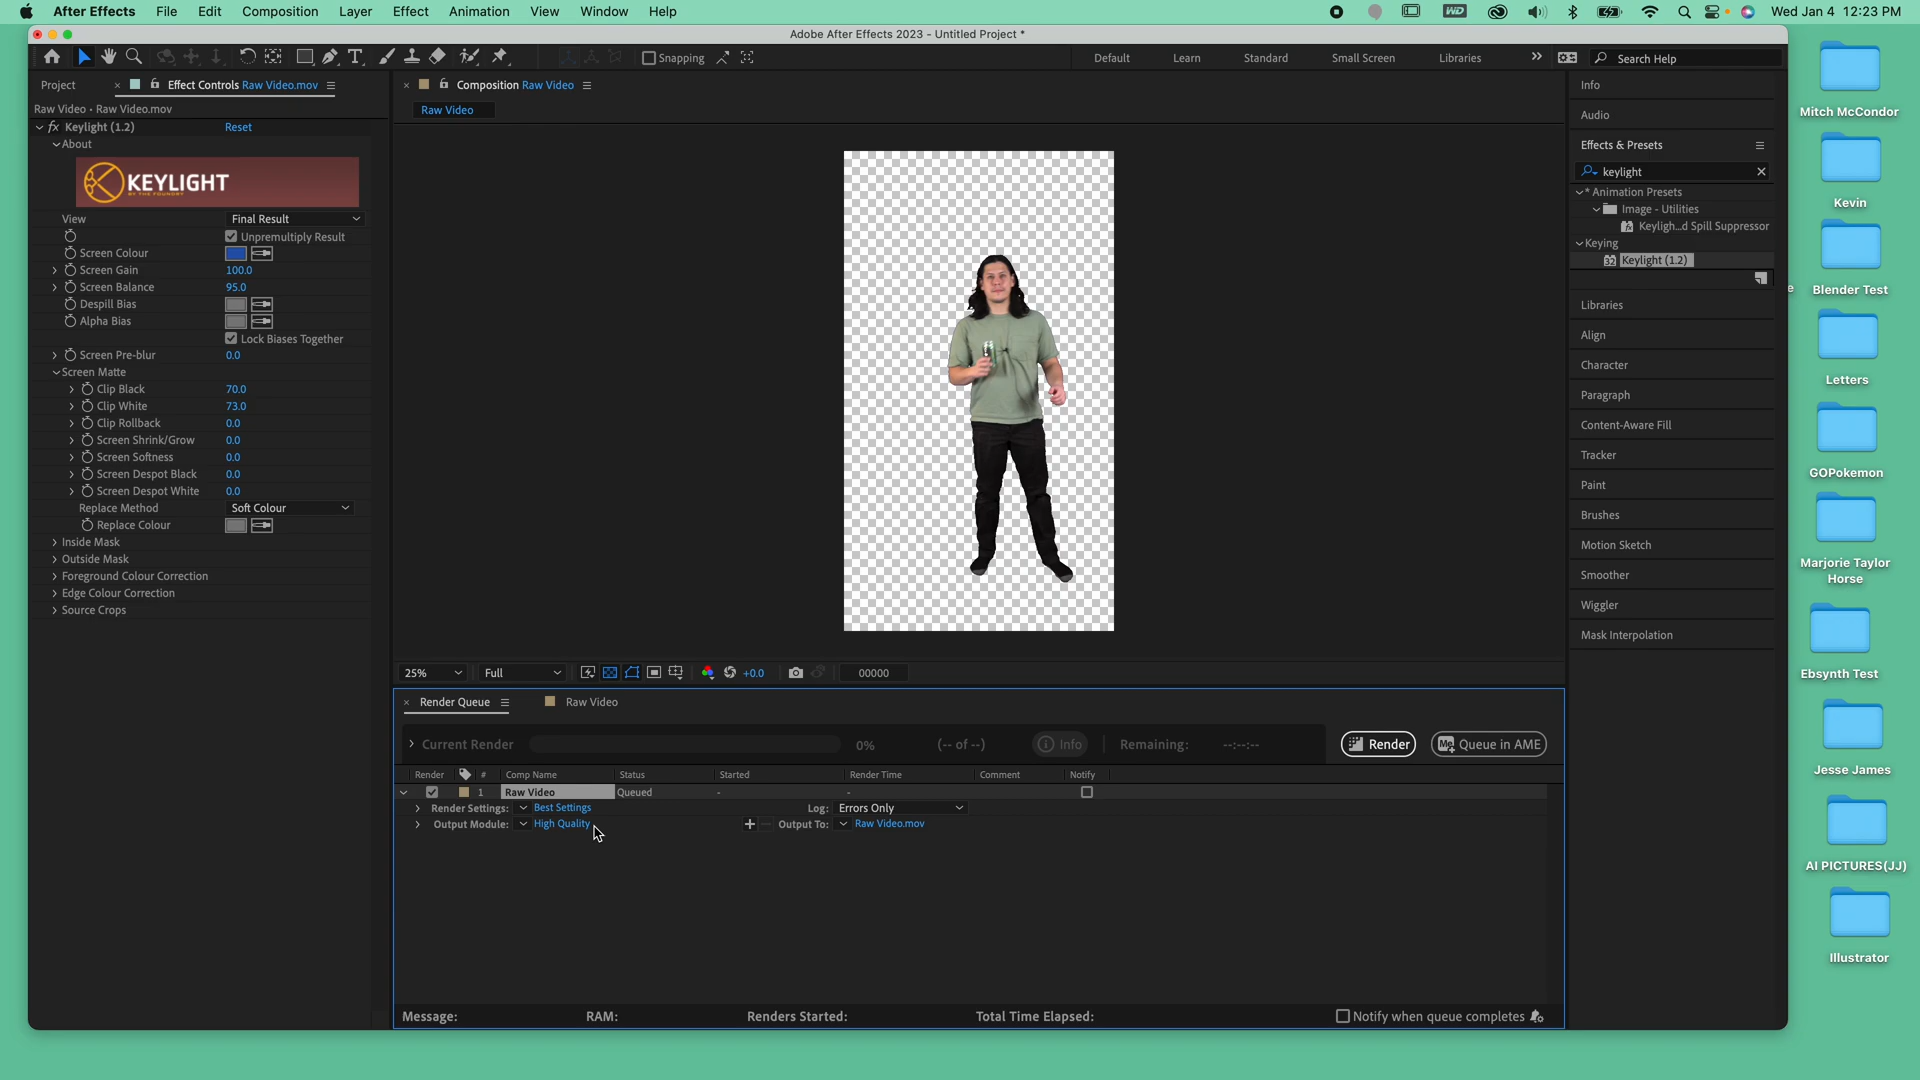 After Effects File Edit Composition Layer Effect Animation View Window Help
WD
Wed Jan 4 12:23 PM
Adobe After Effects 2023 - Untitled Project *
Snapping
Default Learn Standard Small Screen Libraries
Search Help
Project
Effect Controls Raw Video.mov
Raw Video • Raw Video.mov
fx Keylight (1.2) Reset
About
KEYLIGHT
BY THE FOUNDRY
View Final Result
Unpremultiply Result
Screen Colour
Screen Gain 100.0
Screen Balance 95.0
Despill Bias
Alpha Bias
Lock Biases Together
Screen Pre-blur 0.0
Screen Matte
Clip Black 70.0
Clip White 73.0
Clip Rollback 0.0
Screen Shrink/Grow 0.0
Screen Softness 0.0
Screen Despot Black 0.0
Screen Despot White 0.0
Replace Method Soft Colour
Replace Colour
Inside Mask
Outside Mask
Foreground Colour Correction
Edge Colour Correction
Source Crops
Composition Raw Video
Raw Video
25% Full +0.0 00000
Render Queue Raw Video
Current Render 0% (-- of --) Info Remaining: --:--:-- Render Me Queue in AME
Render # Comp Name Status Started Render Time Comment Notify
1 Raw Video Queued - -
Render Settings: Best Settings Log: Errors Only
Output Module: High Quality Output To: Raw Video.mov
Message: RAM: Renders Started: Total Time Elapsed: Notify when queue completes
Info
Audio
Effects & Presets
keylight
* Animation Presets
Image - Utilities
Keyligh...d Spill Suppressor
Keying
32 Keylight (1.2)
Libraries
Align
Character
Paragraph
Content-Aware Fill
Tracker
Paint
Brushes
Motion Sketch
Smoother
Wiggler
Mask Interpolation
Mitch McCondor
Kevin
e
Blender Test
Letters
GOPokemon
Marjorie Taylor
Horse
Ebsynth Test
Jesse James
AI PICTURES(JJ)
Illustrator